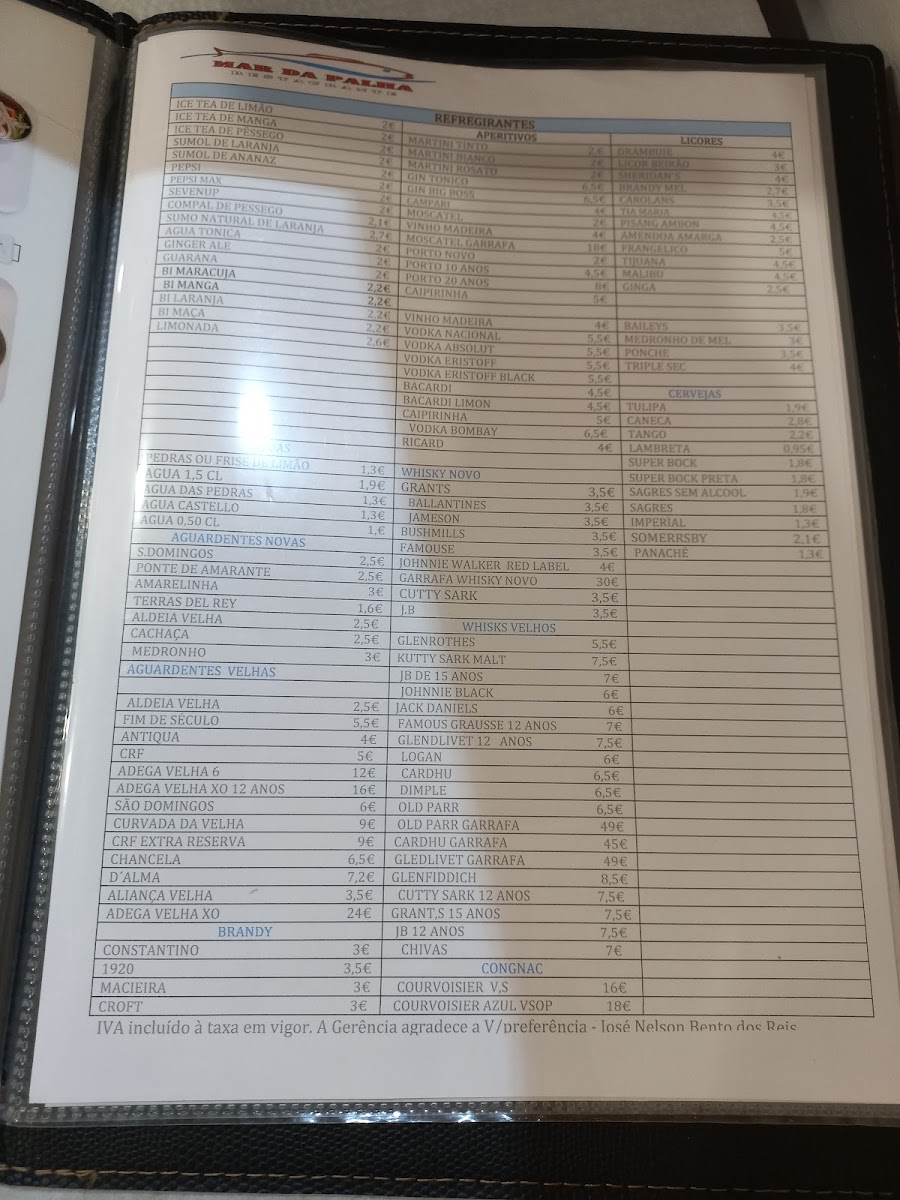 MAR DA PALHA
RESTAURANTE
REFREGIRANTES
ICE TEA DE LIMÃO 2€
ICE TEA DE MANGA 2€
ICE TEA DE PÊSSEGO 2€
SUMOL DE LARANJA 2€
SUMOL DE ANANAZ 2€
PEPSI 2€
PEPSI MAX 2€
SEVENUP 2€
COMPAL DE PESSEGO 2,1€
SUMO NATURAL DE LARANJA 2,7€
AGUA TONICA 2€
GINGER ALE 2€
GUARANA 2€
BI MARACUJA 2,2€
BI MANGA 2,2€
BI LARANJA 2,2€
BI MAÇA 2,2€
LIMONADA 2,6€
PEDRAS OU FRISE DE LIMÃO 1,3€
AGUA 1,5 CL 1,9€
AGUA DAS PEDRAS 1,3€
AGUA CASTELLO 1,3€
AGUA 0,50 CL 1,€
AGUARDENTES NOVAS
S.DOMINGOS 2,5€
PONTE DE AMARANTE 2,5€
AMARELINHA 3€
TERRAS DEL REY 1,6€
ALDEIA VELHA 2,5€
CACHAÇA 2,5€
MEDRONHO 3€
AGUARDENTES VELHAS
ALDEIA VELHA 2,5€
FIM DE SÉCULO 5,5€
ANTIQUA 4€
CRF 5€
ADEGA VELHA 6 12€
ADEGA VELHA XO 12 ANOS 16€
SÃO DOMINGOS 6€
CURVADA DA VELHA 9€
CRF EXTRA RESERVA 9€
CHANCELA 6,5€
D´ALMA 7,2€
ALIANÇA VELHA 3,5€
ADEGA VELHA XO 24€
BRANDY
CONSTANTINO 3€
1920 3,5€
MACIEIRA 3€
CROFT 3€
APERITIVOS
MARTINI TINTO 2€
MARTINI BIANCO 2€
MARTINI ROSATO 2€
GIN TONICO 6,5€
GIN BIG BOSS 6,5€
CAMPARI 4€
MOSCATEL 2€
VINHO MADEIRA 4€
MOSCATEL GARRAFA 18€
PORTO NOVO 2€
PORTO 10 ANOS 4,5€
PORTO 20 ANOS 8€
CAIPIRINHA 5€
VINHO MADEIRA 4€
VODKA NACIONAL 5,5€
VODKA ABSOLUT 5,5€
VODKA ERISTOFF 5,5€
VODKA ERISTOFF BLACK 5,5€
BACARDI 4,5€
BACARDI LIMON 4,5€
CAIPIRINHA 5€
VODKA BOMBAY 6,5€
RICARD 4€
WHISKY NOVO
GRANTS 3,5€
BALLANTINES 3,5€
JAMESON 3,5€
BUSHMILLS 3,5€
FAMOUSE 3,5€
JOHNNIE WALKER RED LABEL 4€
GARRAFA WHISKY NOVO 30€
CUTTY SARK 3,5€
J.B 3,5€
WHISKS VELHOS
GLENROTHES 5,5€
KUTTY SARK MALT 7,5€
JB DE 15 ANOS 7€
JOHNNIE BLACK 6€
JACK DANIELS 6€
FAMOUS GRAUSSE 12 ANOS 7€
GLENDLIVET 12 ANOS 7,5€
LOGAN 6€
CARDHU 6,5€
DIMPLE 6,5€
OLD PARR 6,5€
OLD PARR GARRAFA 49€
CARDHU GARRAFA 45€
GLEDLIVET GARRAFA 49€
GLENFIDDICH 8,5€
CUTTY SARK 12 ANOS 7,5€
GRANT,S 15 ANOS 7,5€
JB 12 ANOS 7,5€
CHIVAS 7€
CONGNAC
COURVOISIER V,S 16€
COURVOISIER AZUL VSOP 18€
LICORES
DRAMBUIE 4€
LICOR BEIRÃO 3€
SHERIDAN'S 4€
BRANDY MEL 2,7€
CAROLANS 3,5€
TIA MARIA 4,5€
PISANG AMBON 4,5€
AMENDOA AMARGA 2,5€
FRANGELICO 5€
TIJUANA 4,5€
MALIBU 4,5€
GINGA 2,5€
BAILEYS 3,5€
MEDRONHO DE MEL 3€
PONCHE 3,5€
TRIPLE SEC 4€
CERVEJAS
TULIPA 1,9€
CANECA 2,8€
TANGO 2,2€
LAMBRETA 0,95€
SUPER BOCK 1,8€
SUPER BOCK PRETA 1,8€
SAGRES SEM ALCOOL 1,9€
SAGRES 1,8€
IMPERIAL 1,3€
SOMERRSBY 2,1€
PANACHÉ 1,3€
IVA incluído à taxa em vigor. A Gerência agradece a V/preferência - José Nelson Bento dos Reis